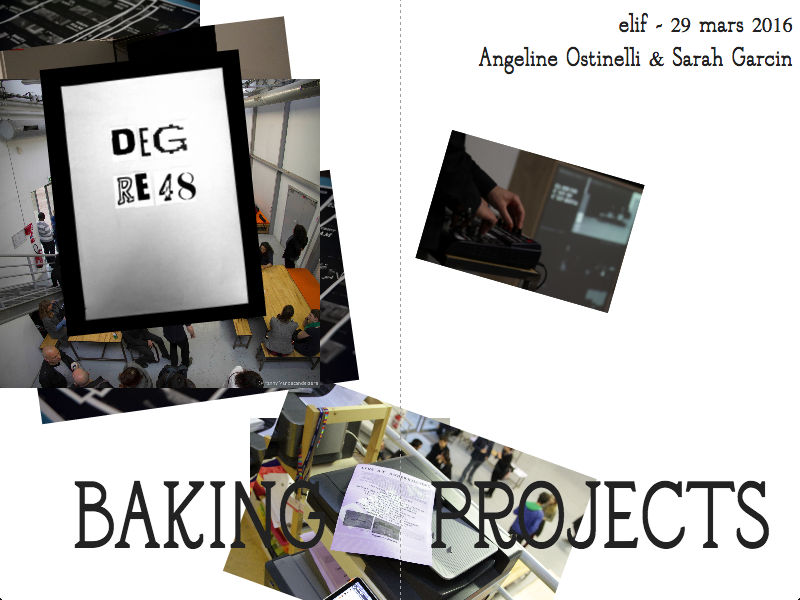 elif - 29 mars 2016
Angeline Ostinelli & Sarah Garcin
DEG
RE 48
BAKING PROJECTS